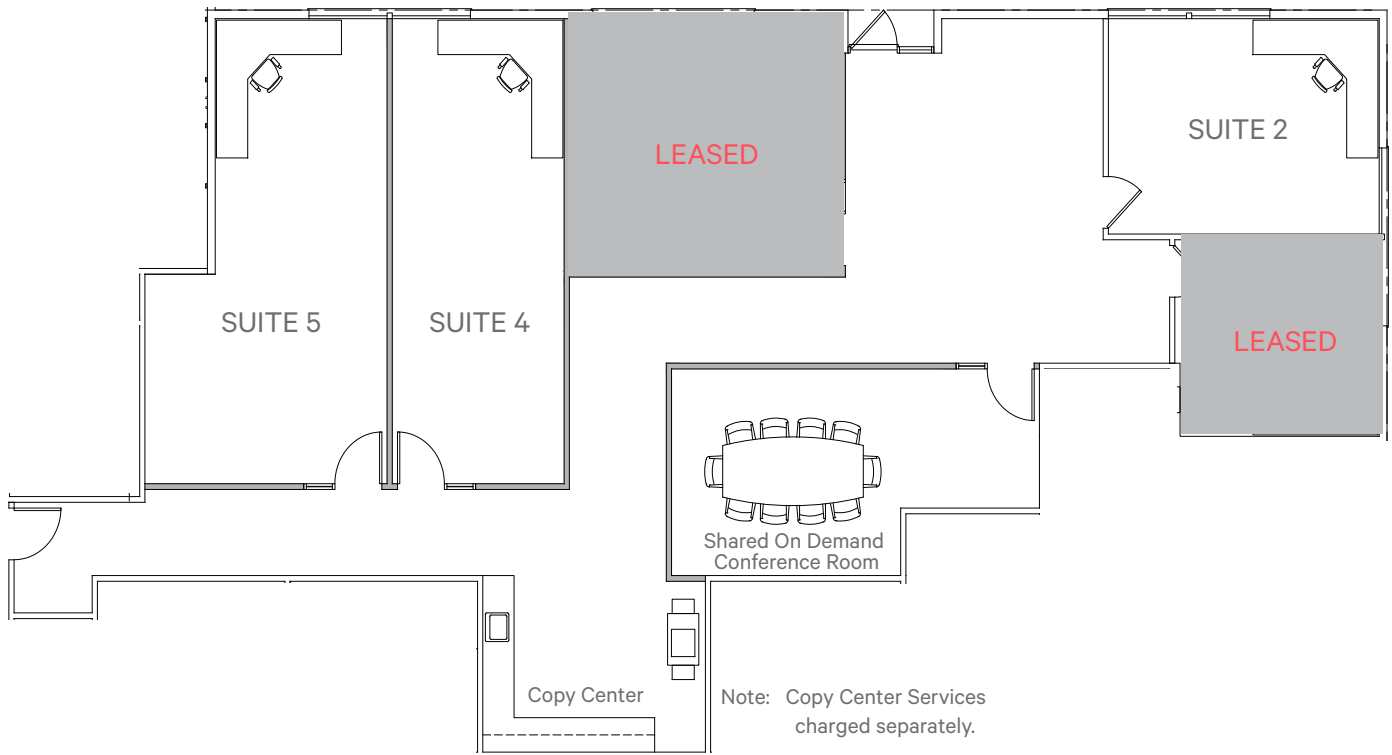 SUITE 2
LEASED
SUITE 5
SUITE 4
LEASED
Shared On Demand
Conference Room
Copy Center
Note: Copy Center Services
charged separately.